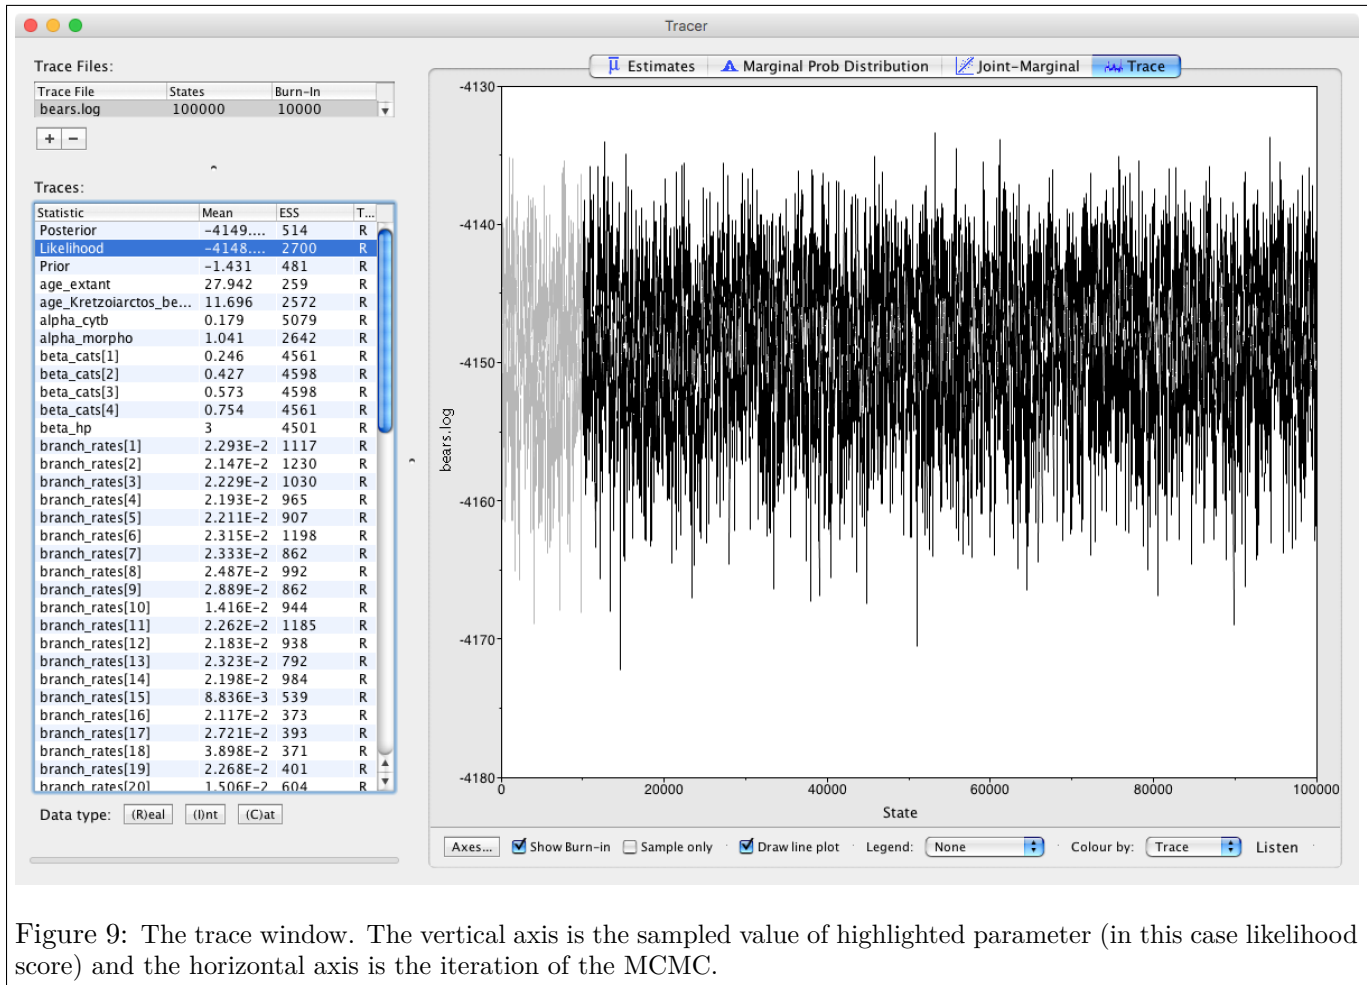 Tracer
Trace Files:
Trace File States Burn-In
bears.log 100000 10000
+ −
Traces:
Statistic Mean ESS T...
Posterior -4149.... 514 R
Likelihood -4148.... 2700 R
Prior -1.431 481 R
age_extant 27.942 259 R
age_Kretzoiarctos_be... 11.696 2572 R
alpha_cytb 0.179 5079 R
alpha_morpho 1.041 2642 R
beta_cats[1] 0.246 4561 R
beta_cats[2] 0.427 4598 R
beta_cats[3] 0.573 4598 R
beta_cats[4] 0.754 4561 R
beta_hp 3 4501 R
branch_rates[1] 2.293E-2 1117 R
branch_rates[2] 2.147E-2 1230 R
branch_rates[3] 2.229E-2 1030 R
branch_rates[4] 2.193E-2 965 R
branch_rates[5] 2.211E-2 907 R
branch_rates[6] 2.315E-2 1198 R
branch_rates[7] 2.333E-2 862 R
branch_rates[8] 2.487E-2 992 R
branch_rates[9] 2.889E-2 862 R
branch_rates[10] 1.416E-2 944 R
branch_rates[11] 2.262E-2 1185 R
branch_rates[12] 2.183E-2 938 R
branch_rates[13] 2.323E-2 792 R
branch_rates[14] 2.198E-2 984 R
branch_rates[15] 8.836E-3 539 R
branch_rates[16] 2.117E-2 373 R
branch_rates[17] 2.721E-2 393 R
branch_rates[18] 3.898E-2 371 R
branch_rates[19] 2.268E-2 401 R
branch_rates[20] 1.506E-2 604 R
Data type: (R)eal (I)nt (C)at
μ Estimates Marginal Prob Distribution Joint-Marginal Trace
-4130
-4140
-4150
-4160
-4170
-4180
bears.log
0 20000 40000 60000 80000 100000
State
Axes... Show Burn-in Sample only Draw line plot Legend: None Colour by: Trace Listen
Figure 9: The trace window. The vertical axis is the sampled value of highlighted parameter (in this case likelihood
score) and the horizontal axis is the iteration of the MCMC.